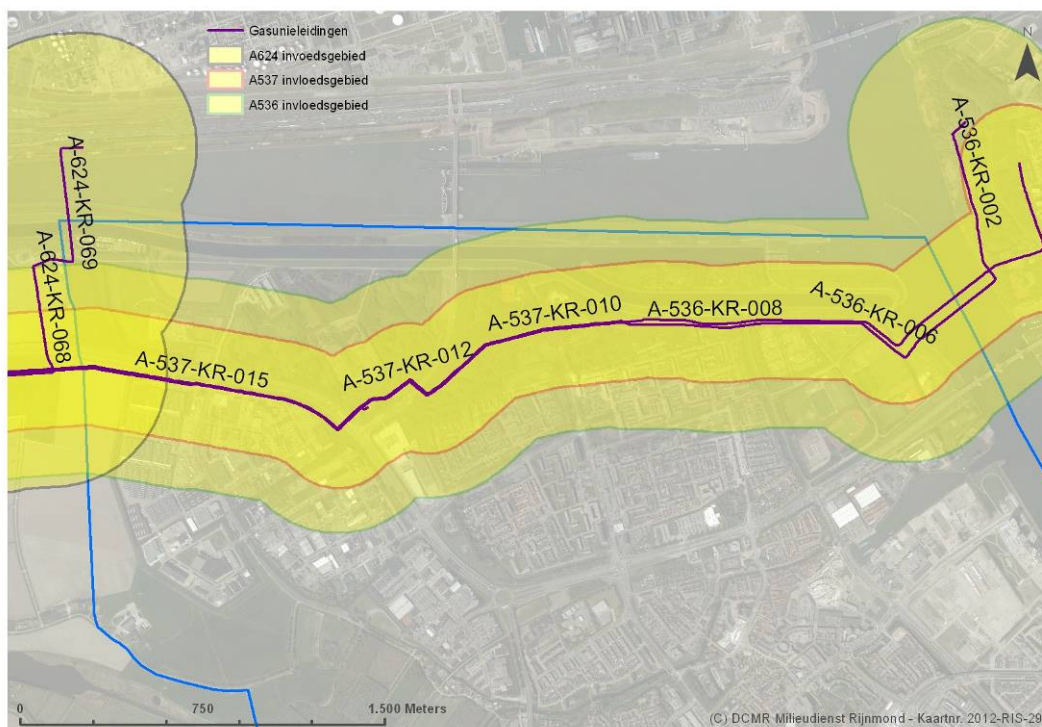 Gasunieleidingen
A624 invoedsgebied
A537 invloedsgebied
A536 invloedsgebied
N
A-624-KR-069
A-624-KR-068
A-537-KR-015
A-537-KR-012
A-537-KR-010
A-536-KR-008
A-536-KR-006
A-536-KR-002
0 750 1.500 Meters
(C) DCMR Milieudienst Rijnmond - Kaartnr. 2012-RIS-29